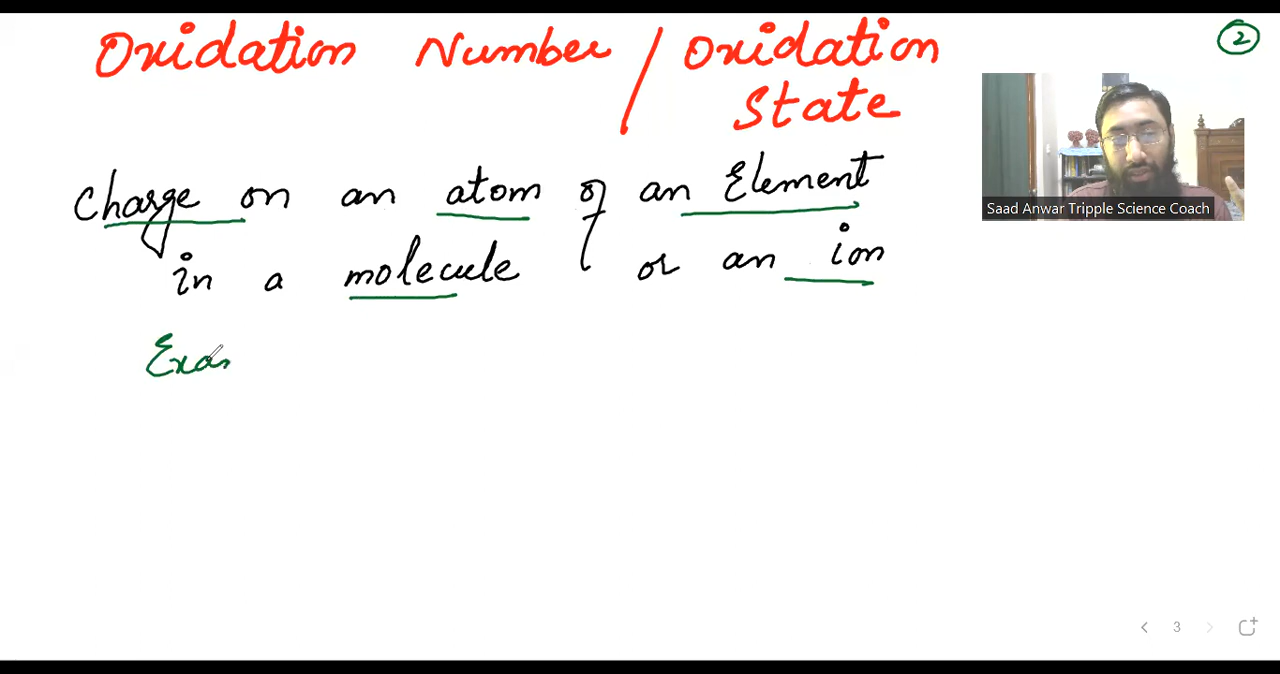 Oxidation Number / Oxidation
State
2
Charge on an atom of an Element
in a molecule or an ion
Exam
Saad Anwar Tripple Science Coach
3